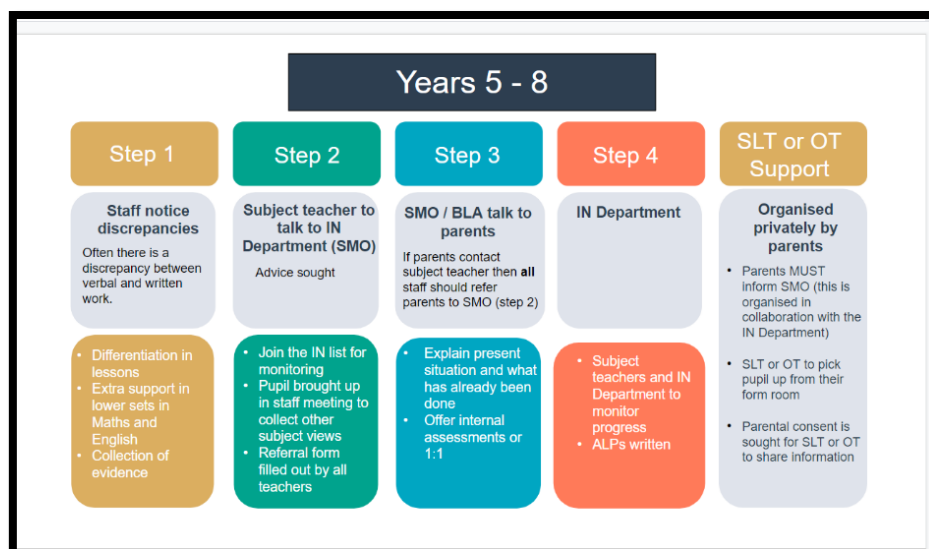 Years 5 - 8
Step 1
Staff notice
discrepancies
Often there is a
discrepancy between
verbal and written
work.
• Differentiation in
lessons
• Extra support in
lower sets in
Maths and
English
• Collection of
evidence
Step 2
Subject teacher to
talk to IN
Department (SMO)
Advice sought
• Join the IN list for
monitoring
• Pupil brought up
in staff meeting to
collect other
subject views
• Referral form
filled out by all
teachers
Step 3
SMO / BLA talk to
parents
If parents contact
subject teacher then all
staff should refer
parents to SMO (step 2)
• Explain present
situation and what
has already been
done
• Offer internal
assessments or
1:1
Step 4
IN Department
• Subject
teachers and IN
Department to
monitor
progress
• ALPs written
SLT or OT
Support
Organised
privately by
parents
• Parents MUST
inform SMO (this is
organised in
collaboration with the
IN Department)
• SLT or OT to pick
pupil up from their
form room
• Parental consent is
sought for SLT or OT
to share information